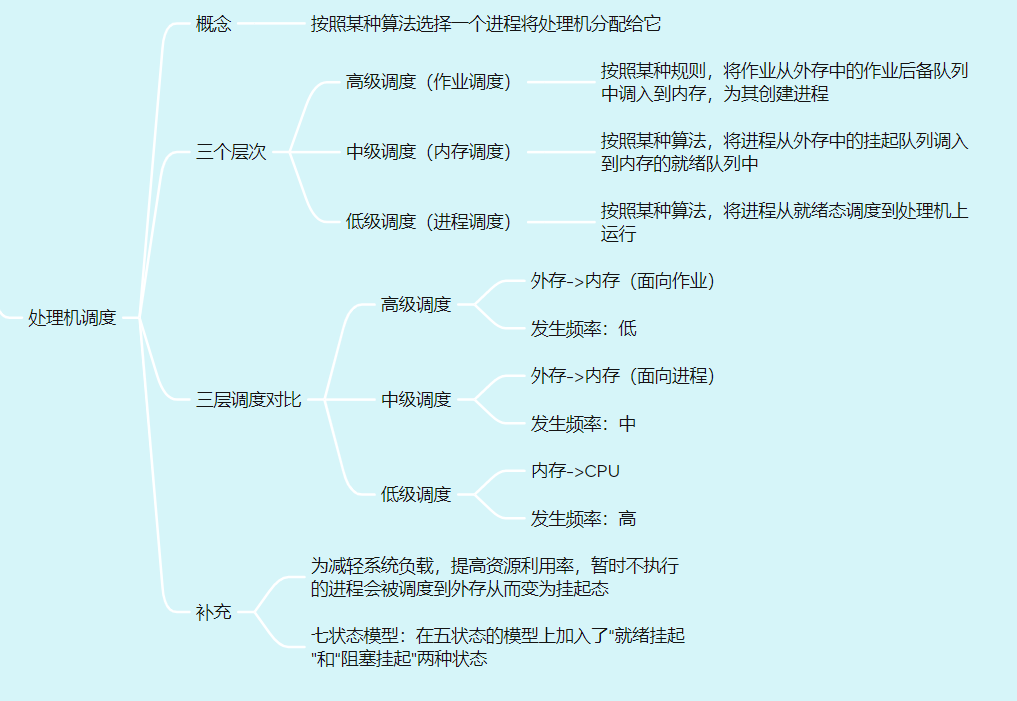 概念
按照某种算法选择一个进程将处理机分配给它
三个层次
高级调度（作业调度）
按照某种规则，将作业从外存中的作业后备队列
中调入到内存，为其创建进程
中级调度（内存调度）
按照某种算法，将进程从外存中的挂起队列调入
到内存的就绪队列中
低级调度（进程调度）
按照某种算法，将进程从就绪态调度到处理机上
运行
处理机调度
三层调度对比
高级调度
外存->内存（面向作业）
发生频率：低
中级调度
外存->内存（面向进程）
发生频率：中
低级调度
内存->CPU
发生频率：高
补充
为减轻系统负载，提高资源利用率，暂时不执行
的进程会被调度到外存从而变为挂起态
七状态模型：在五状态的模型上加入了"就绪挂起
"和"阻塞挂起"两种状态